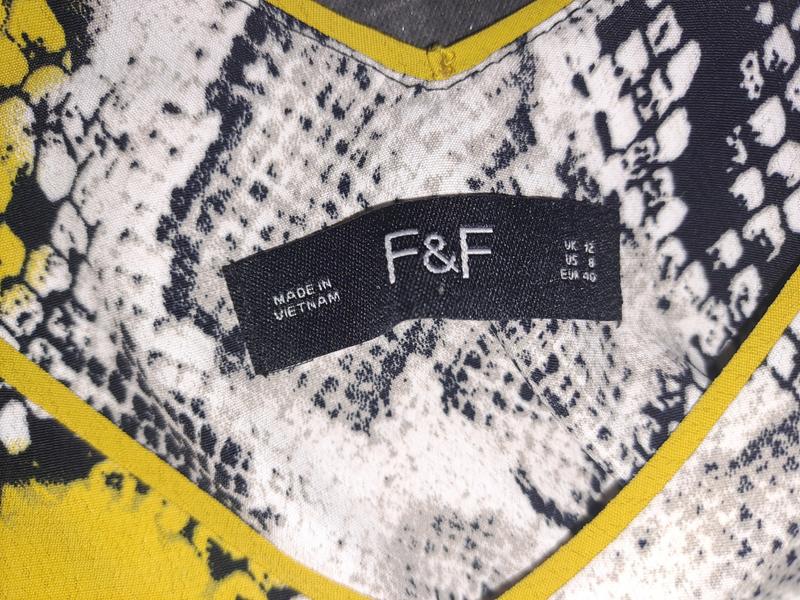 MADE IN
VIETNAM
F&F
UK 12
US 8
EUR 40